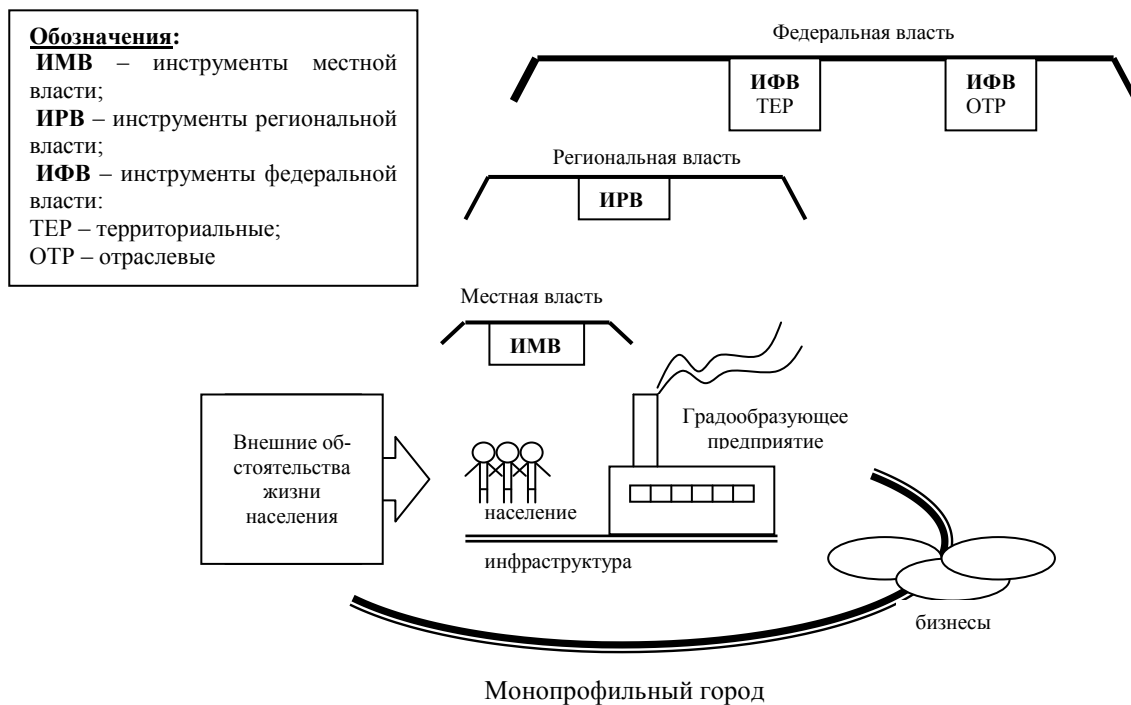 Обозначения:
ИМВ – инструменты местной
власти;
ИРВ – инструменты региональной
власти;
ИФВ – инструменты федеральной
власти:
ТЕР – территориальные;
ОТР – отраслевые
Федеральная власть
ИФВ
ТЕР
ИФВ
ОТР
Региональная власть
ИРВ
Местная власть
ИМВ
Внешние об-
стоятельства
жизни
населения
Градообразующее
предприятие
население
инфраструктура
бизнесы
Монопрофильный город